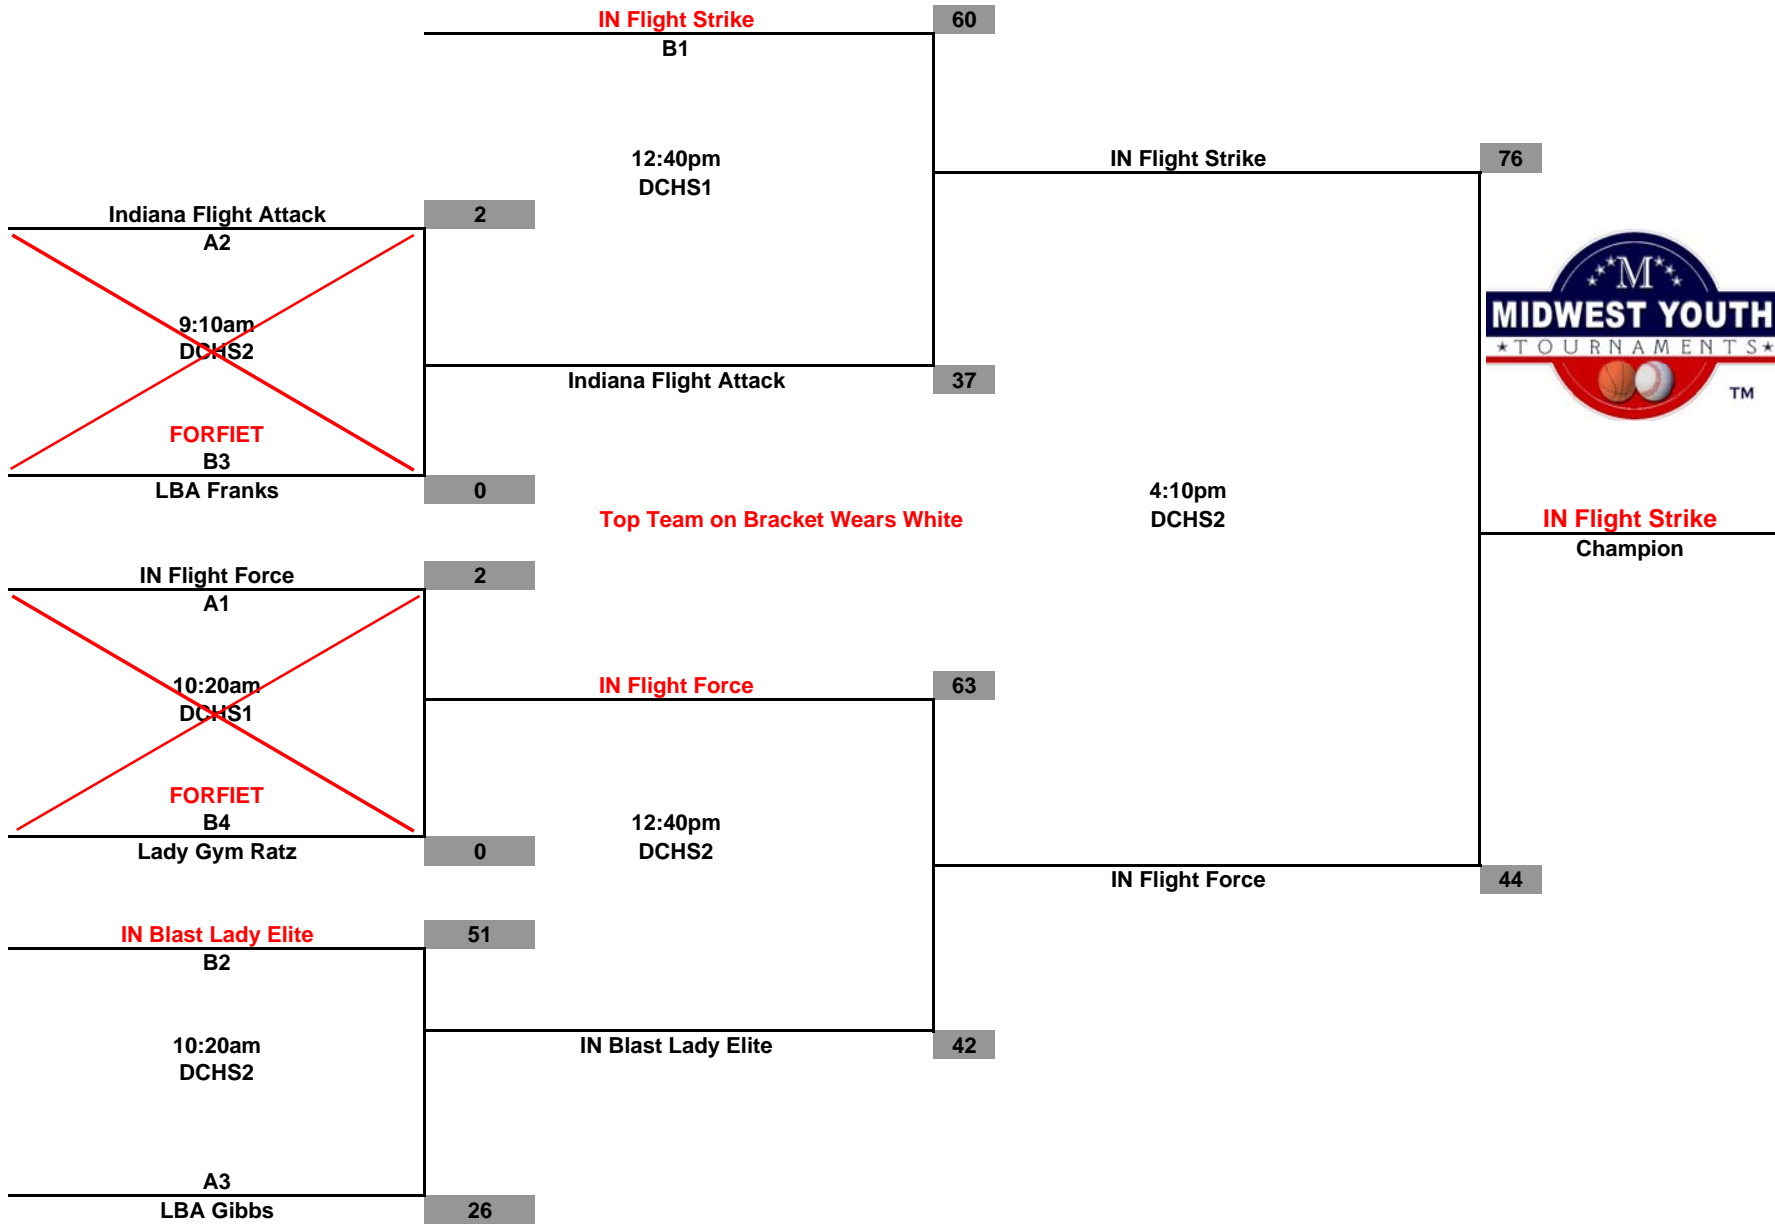 IN Flight Strike 60
B1
12:40pm
DCHS1
IN Flight Strike 76
Indiana Flight Attack 2
A2
9:10am
DCHS2
FORFIET
B3
LBA Franks 0
Indiana Flight Attack 37
M
MIDWEST YOUTH
TOURNAMENTS
TM
Top Team on Bracket Wears White
4:10pm
DCHS2
IN Flight Strike
Champion
IN Flight Force 2
A1
10:20am
DCHS1
FORFIET
B4
Lady Gym Ratz 0
IN Flight Force 63
12:40pm
DCHS2
IN Flight Force 44
IN Blast Lady Elite 51
B2
10:20am
DCHS2
A3
LBA Gibbs 26
IN Blast Lady Elite 42